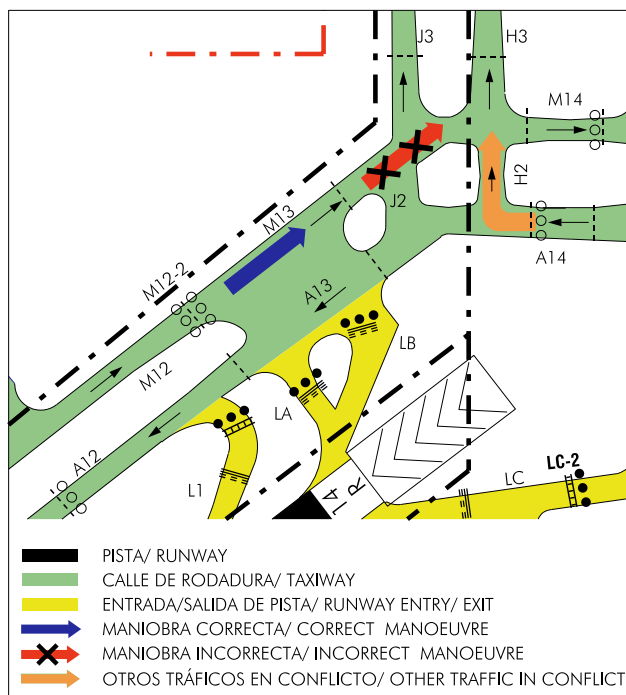 J3
H3
M14
H2
J2
M13
A14
M12-2
A13
M12
LB
LA
A12
L1
LC-2
LC
14
R
PISTA/ RUNWAY
CALLE DE RODADURA/ TAXIWAY
ENTRADA/SALIDA DE PISTA/ RUNWAY ENTRY/ EXIT
MANIOBRA CORRECTA/ CORRECT MANOEUVRE
MANIOBRA INCORRECTA/ INCORRECT MANOEUVRE
OTROS TRÁFICOS EN CONFLICTO/ OTHER TRAFFIC IN CONFLICT